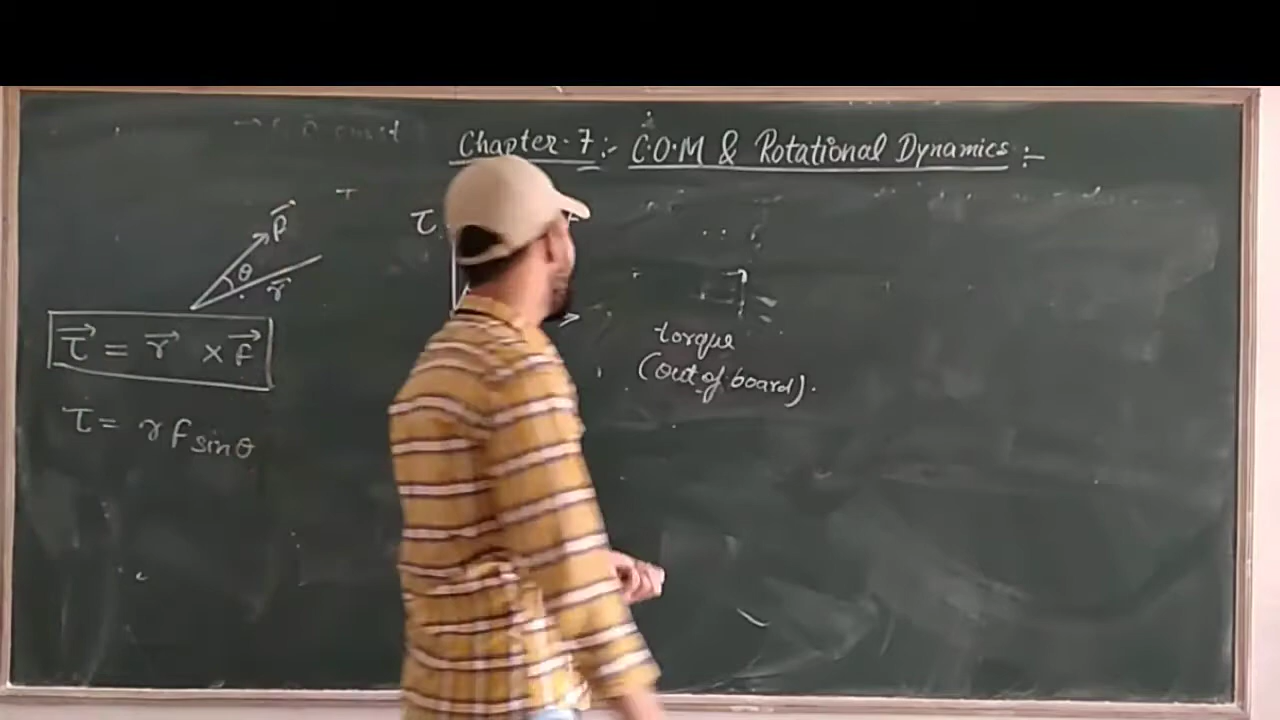 Chapter-7:- C.O.M & Rotational Dynamics :-
F⃗
θ
r⃗
τ⃗ = r⃗ × F⃗
τ = r F sinθ
τ
torque
(out of board).